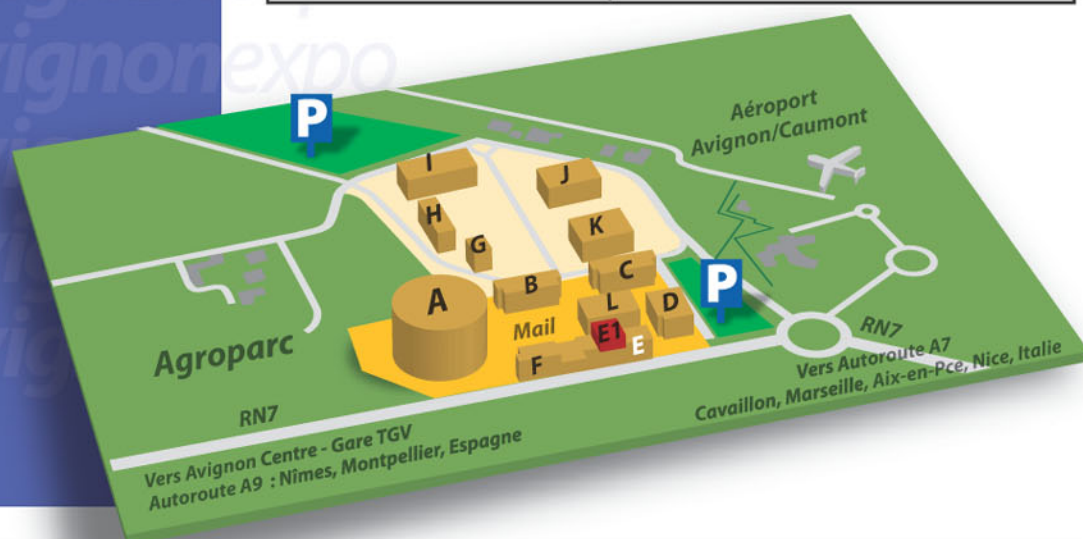 vignonexpo
P
Aéroport
Avignon/Caumont
I
J
H
K
G
C
B
A
P
L
D
Mail
E1
E
F
RN7
Agroparc
Vers Autoroute A7
Cavaillon, Marseille, Aix-en-Pce, Nice, Italie
RN7
Vers Avignon Centre - Gare TGV
Autoroute A9 : Nîmes, Montpellier, Espagne